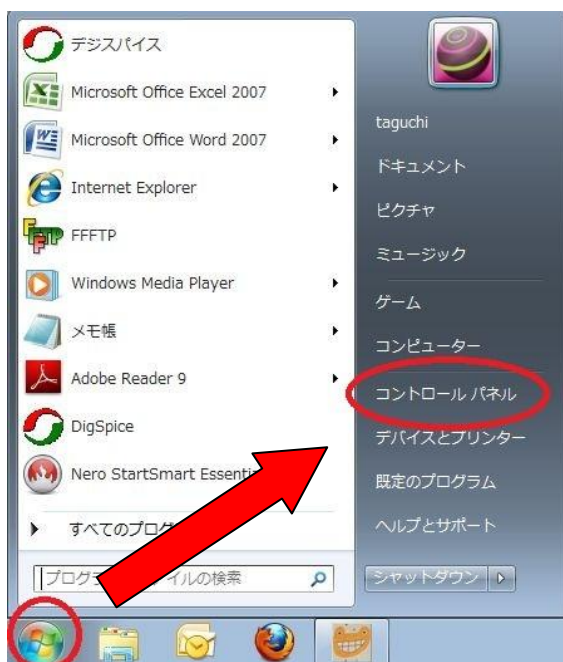 デジスパイス
Microsoft Office Excel 2007
Microsoft Office Word 2007
Internet Explorer
FFFTP
Windows Media Player
メモ帳
Adobe Reader 9
DigSpice
Nero StartSmart
すべてのプログ
イルの検索
taguchi
ドキュメント
ピクチャ
ミュージック
ゲーム
コンピューター
コントロール パネル
デバイスとプリンター
既定のプログラム
ヘルプとサポート
シャットダウン